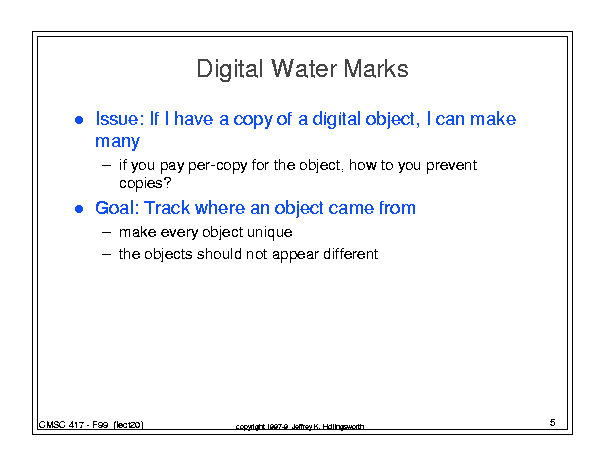 Digital Water Marks
● Issue: If I have a copy of a digital object, I can make
many
– if you pay per-copy for the object, how to you prevent
copies?
● Goal: Track where an object came from
– make every object unique
– the objects should not appear different
CMSC 417 - F99 (lect20)
copyright 1997-9 Jeffrey K. Hollingsworth
5